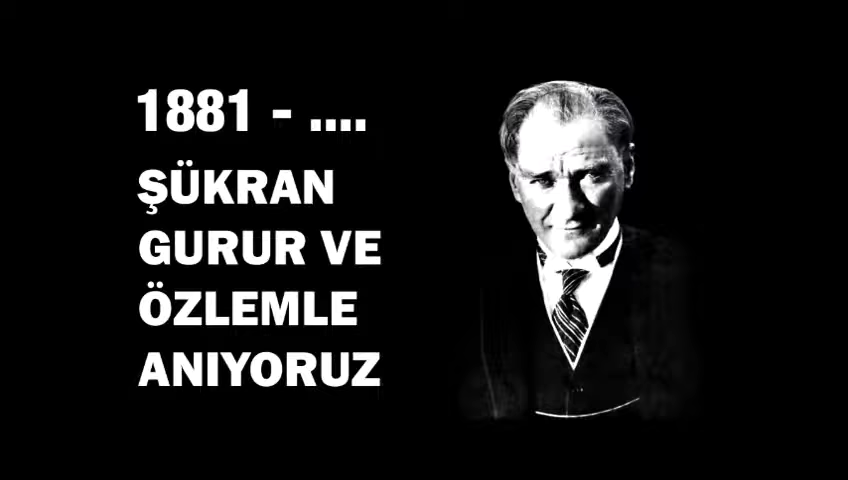 1881 - ....
ŞÜKRAN
GURUR VE
ÖZLEMLE
ANIYORUZ